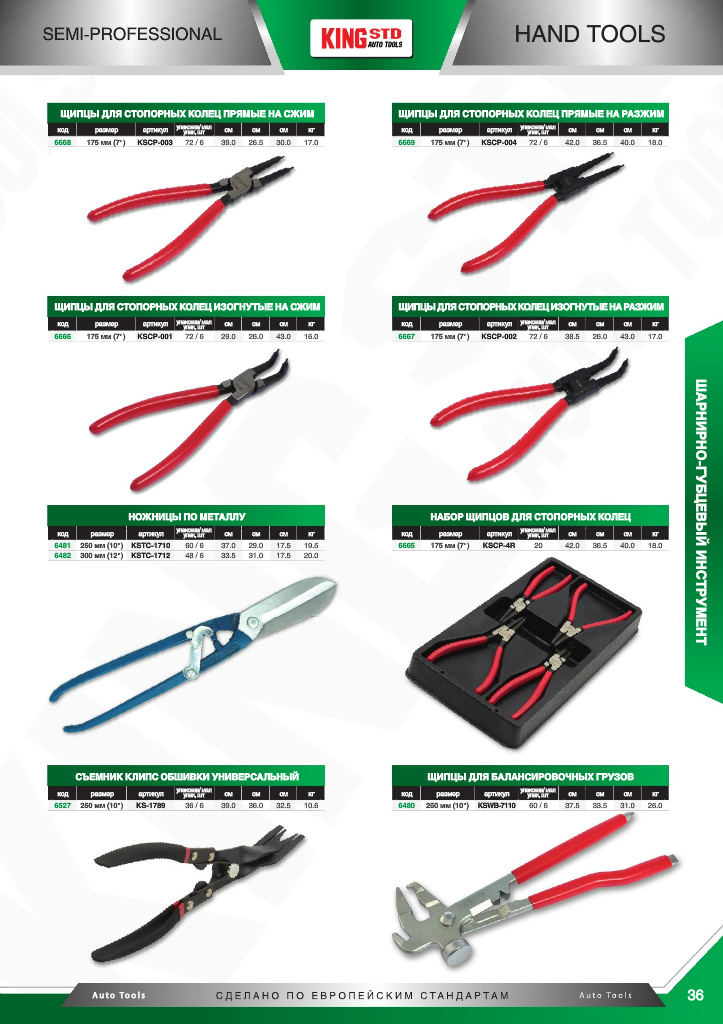 SEMI-PROFESSIONAL
KING STD
AUTO TOOLS
HAND TOOLS
ЩИПЦЫ ДЛЯ СТОПОРНЫХ КОЛЕЦ ПРЯМЫЕ НА СЖИМ
код размер артикул упаковка/мал упак, шт см см см кг
6668 175 мм (7") KSCP-003 72 / 6 39.0 26.5 30.0 17.0
ЩИПЦЫ ДЛЯ СТОПОРНЫХ КОЛЕЦ ПРЯМЫЕ НА РАЗЖИМ
код размер артикул упаковка/мал упак, шт см см см кг
6669 175 мм (7") KSCP-004 72 / 6 42.0 36.5 40.0 18.0
ЩИПЦЫ ДЛЯ СТОПОРНЫХ КОЛЕЦ ИЗОГНУТЫЕ НА СЖИМ
код размер артикул упаковка/мал упак, шт см см см кг
6666 175 мм (7") KSCP-001 72 / 6 29.0 26.0 43.0 16.0
ЩИПЦЫ ДЛЯ СТОПОРНЫХ КОЛЕЦ ИЗОГНУТЫЕ НА РАЗЖИМ
код размер артикул упаковка/мал упак, шт см см см кг
6667 175 мм (7") KSCP-002 72 / 6 38.5 26.0 43.0 17.0
ШАРНИРНО-ГУБЦЕВЫЙ ИНСТРУМЕНТ
НОЖНИЦЫ ПО МЕТАЛЛУ
код размер артикул упаковка/мал упак, шт см см см кг
6481 250 мм (10") KSTC-1710 60 / 6 37.0 29.0 17.5 19.5
6482 300 мм (12") KSTC-1712 48 / 6 33.5 31.0 17.5 20.0
НАБОР ЩИПЦОВ ДЛЯ СТОПОРНЫХ КОЛЕЦ
код размер артикул упаковка/мал упак, шт см см см кг
6665 175 мм (7") KSCP-4R 20 42.0 36.5 40.0 18.0
СЪЕМНИК КЛИПС ОБШИВКИ УНИВЕРСАЛЬНЫЙ
код размер артикул упаковка/мал упак, шт см см см кг
6527 250 мм (10") KS-1789 36 / 6 39.0 36.0 32.5 10.6
ЩИПЦЫ ДЛЯ БАЛАНСИРОВОЧНЫХ ГРУЗОВ
код размер артикул упаковка/мал упак, шт см см см кг
6480 250 мм (10") KSWB-7110 60 / 6 37.5 33.5 31.0 26.0
Auto Tools
СДЕЛАНО ПО ЕВРОПЕЙСКИМ СТАНДАРТАМ
Auto Tools
36